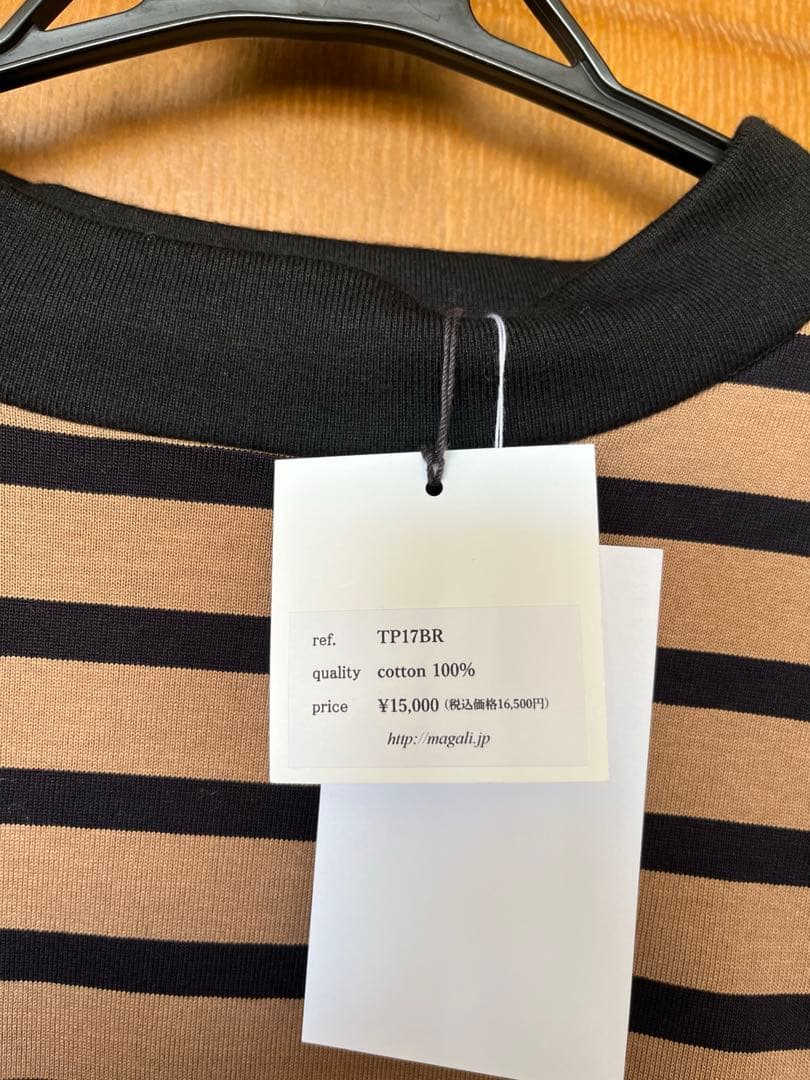 ref. TP17BR
quality cotton 100%
price ¥15,000 (税込価格16,500円)
http://magali.jp